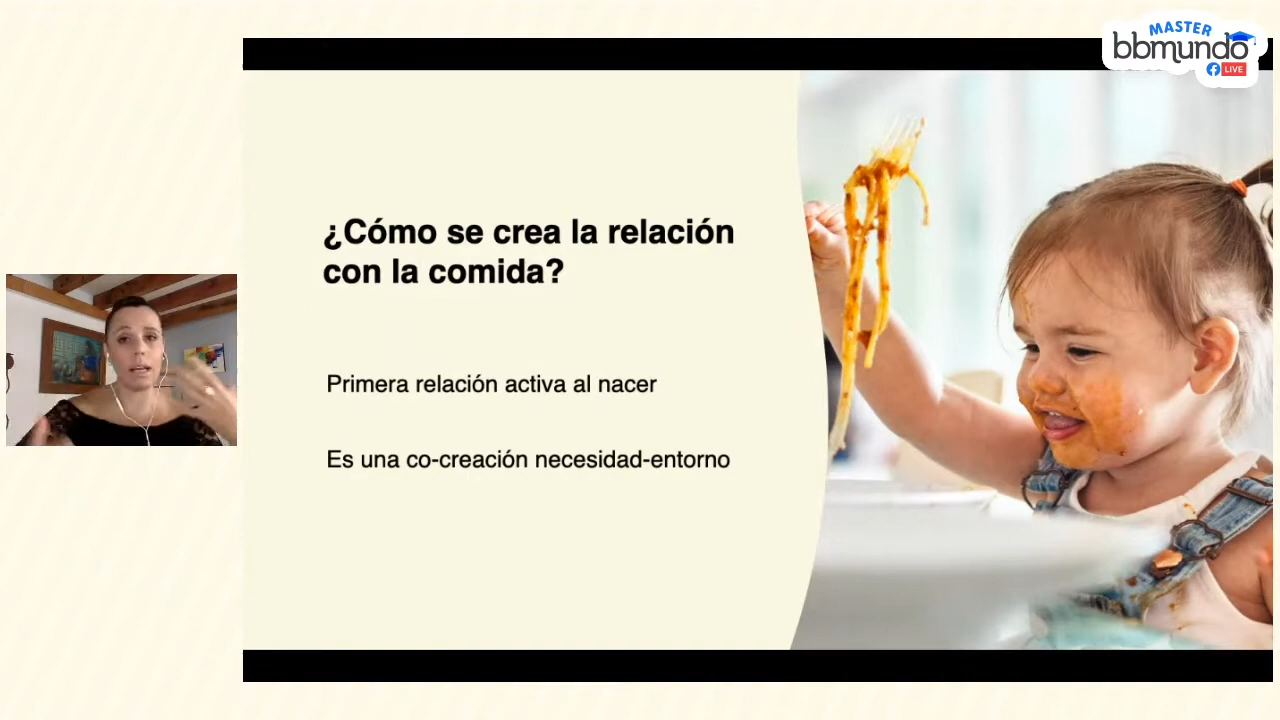 MASTER
bbmundo
LIVE
¿Cómo se crea la relación
con la comida?
Primera relación activa al nacer
Es una co-creación necesidad-entorno